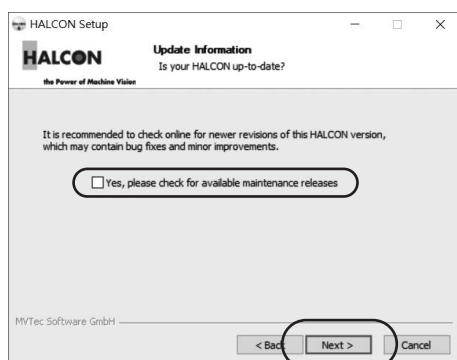 HALCON Setup
HALCON
the Power of Machine Vision
Update Information
Is your HALCON up-to-date?
It is recommended to check online for newer revisions of this HALCON version,
which may contain bug fixes and minor improvements.
Yes, please check for available maintenance releases
MVTec Software GmbH
< Back Next > Cancel